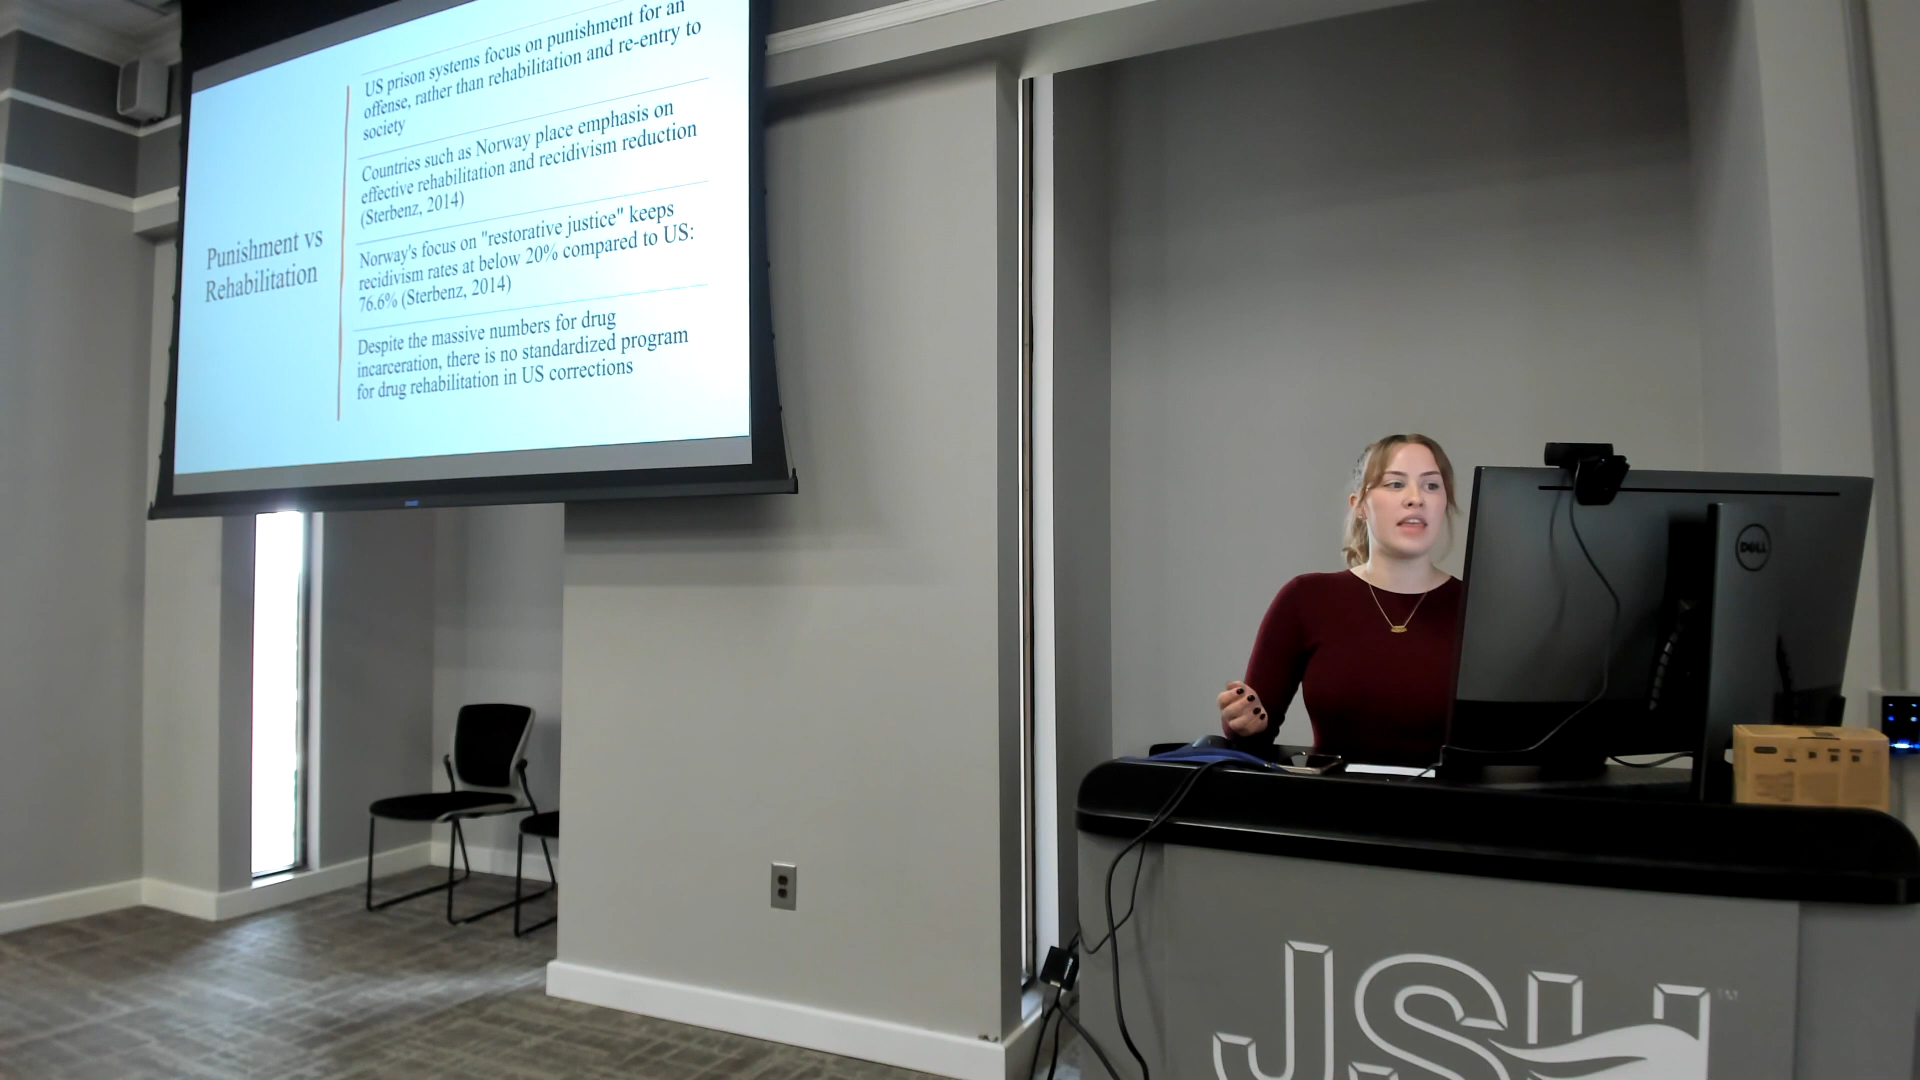 US prison systems focus on punishment for an
offense, rather than rehabilitation and re-entry to
society
Countries such as Norway place emphasis on
effective rehabilitation and recidivism reduction
(Sterbenz, 2014)
Punishment vs
Rehabilitation
Norway's focus on "restorative justice" keeps
recidivism rates at below 20% compared to US:
76.6% (Sterbenz, 2014)
Despite the massive numbers for drug
incarceration, there is no standardized program
for drug rehabilitation in US corrections
DELL
JSU
TM